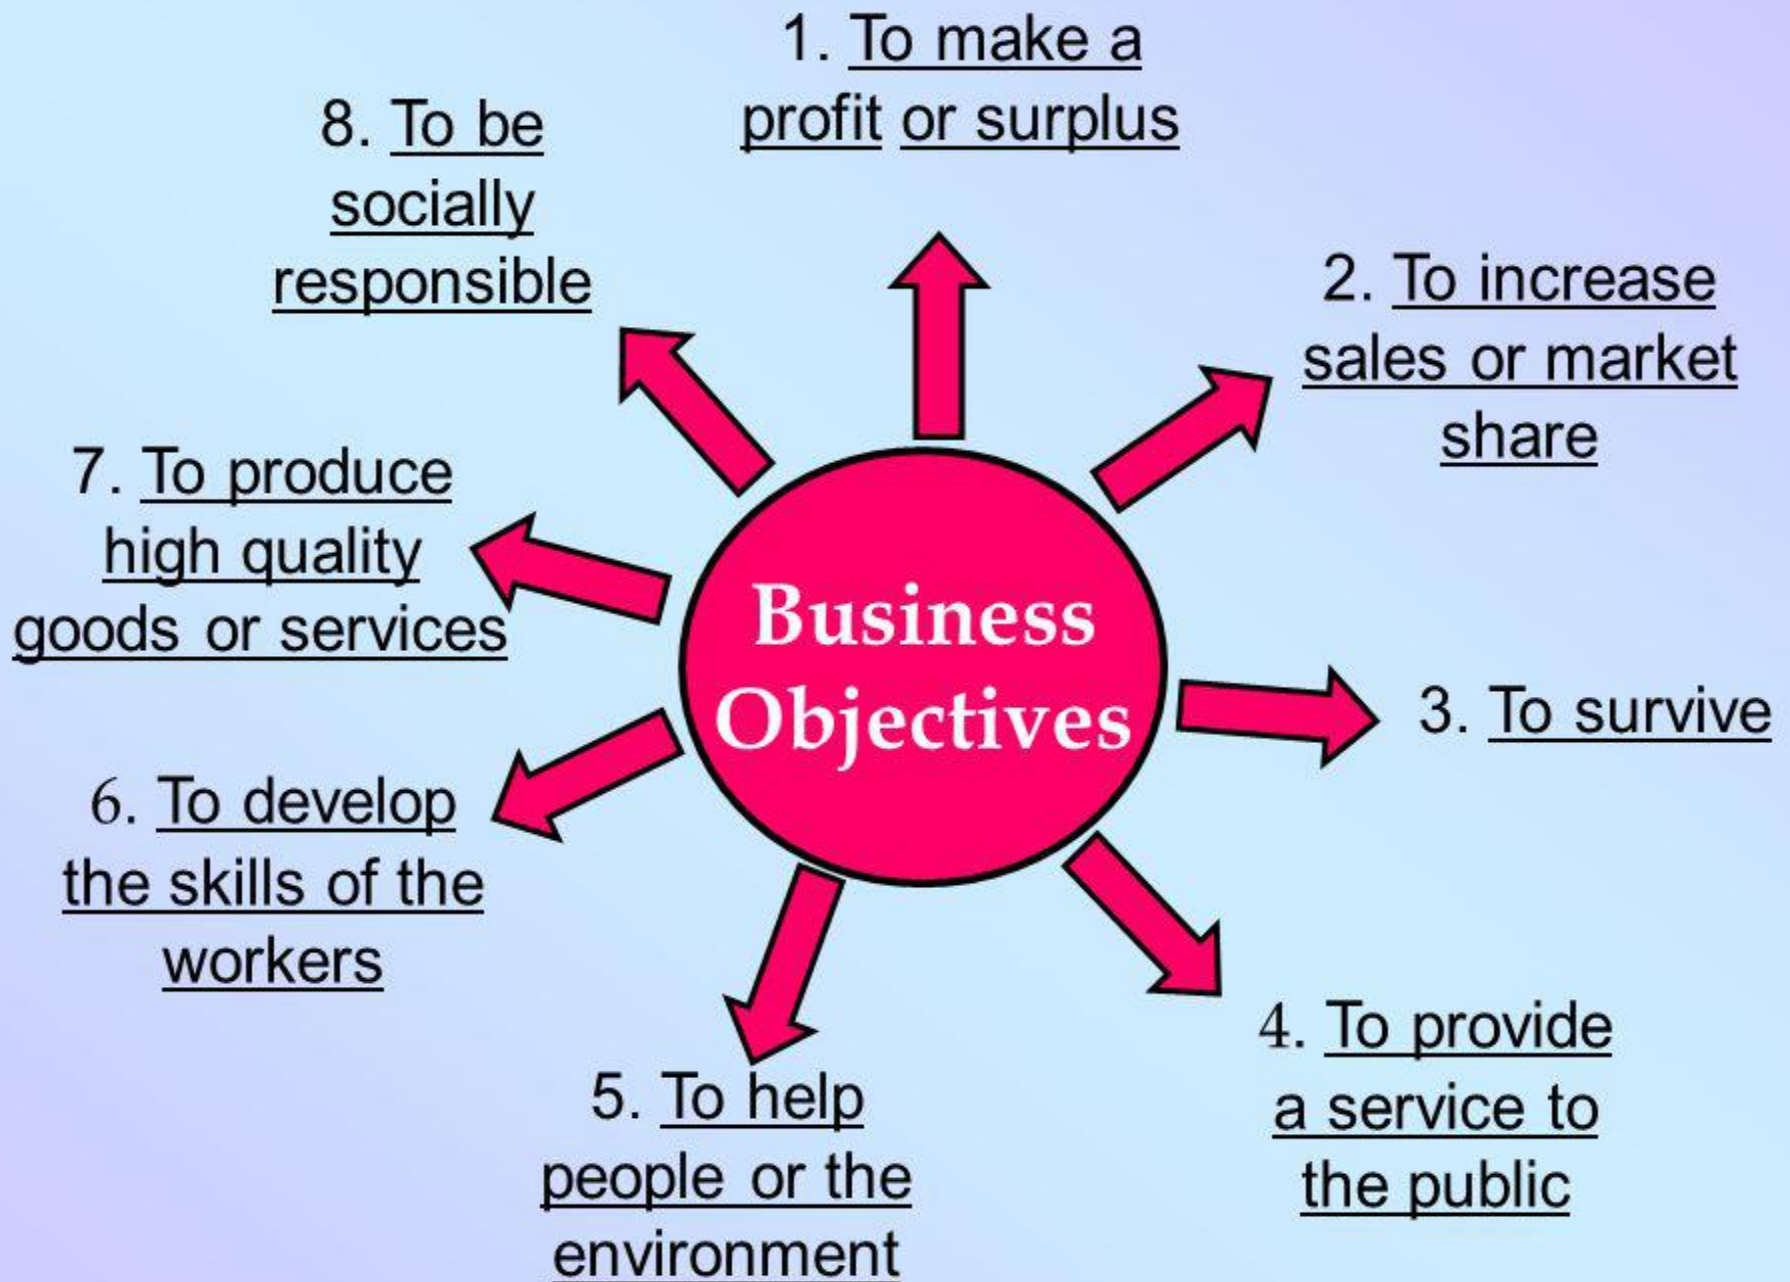 1. To make a
profit or surplus
2. To increase
sales or market
share
3. To survive
4. To provide
a service to
the public
5. To help
people or the
environment
6. To develop
the skills of the
workers
7. To produce
high quality
goods or services
8. To be
socially
responsible
Business
Objectives